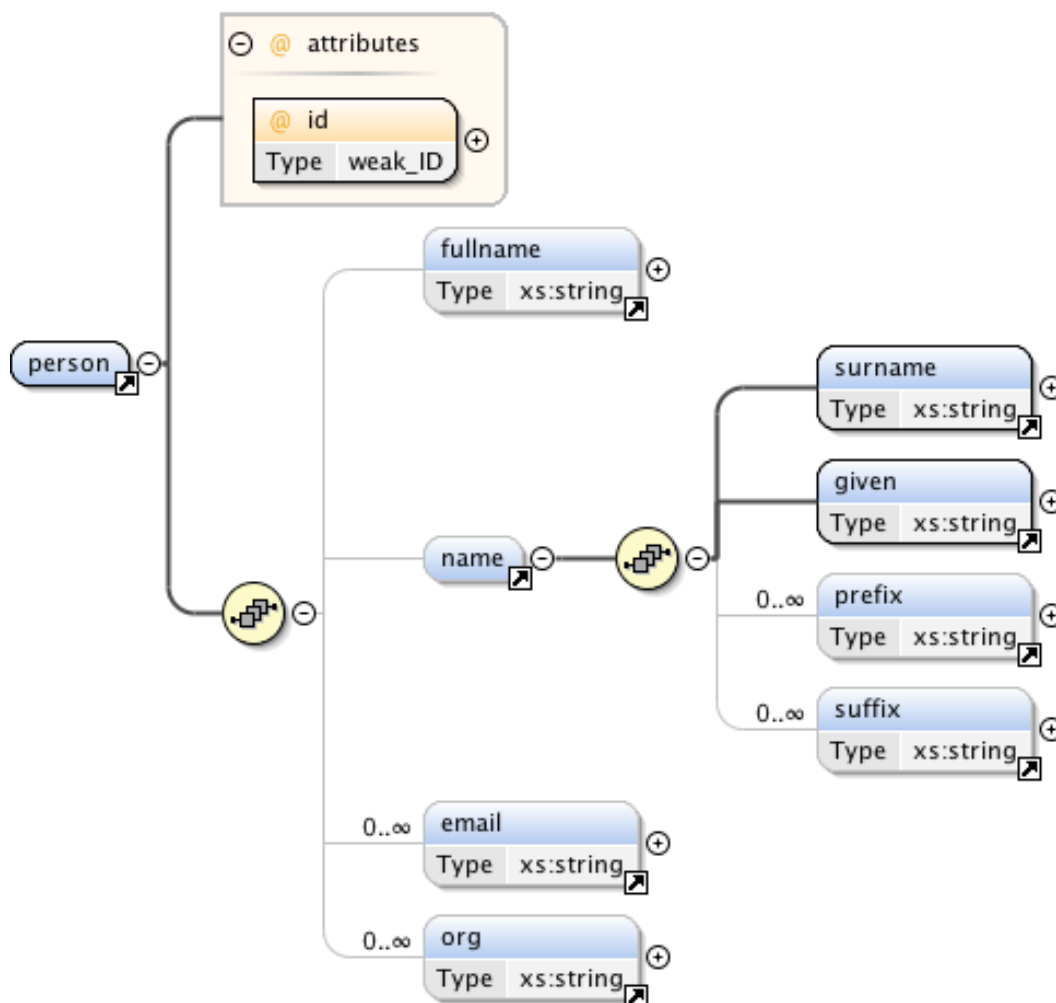 @ attributes
@ id
Type weak_ID
fullname
Type xs:string
person
surname
Type xs:string
given
Type xs:string
name
0..∞ prefix
Type xs:string
0..∞ suffix
Type xs:string
0..∞ email
Type xs:string
0..∞ org
Type xs:string